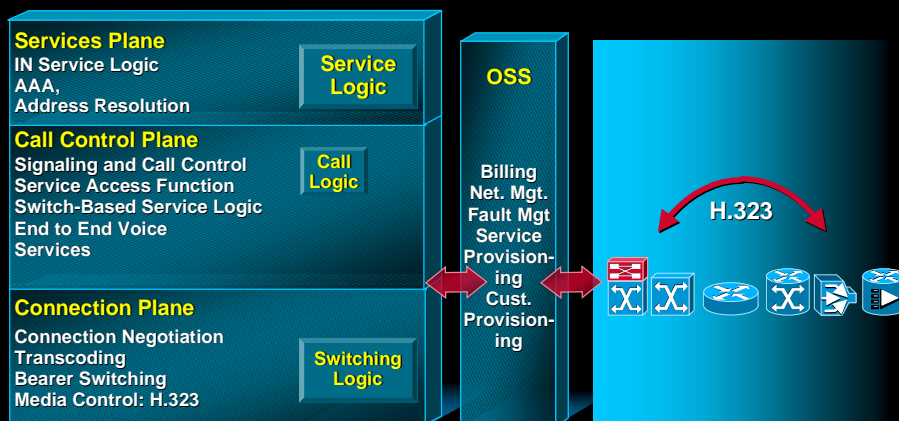 Services Plane
IN Service Logic
AAA,
Address Resolution
Service
Logic
Call Control Plane
Signaling and Call Control
Service Access Function
Switch-Based Service Logic
End to End Voice
Services
Call
Logic
Connection Plane
Connection Negotiation
Transcoding
Bearer Switching
Media Control: H.323
Switching
Logic
OSS
Billing
Net. Mgt.
Fault Mgt
Service
Provision-
ing
Cust.
Provision-
ing
H.323